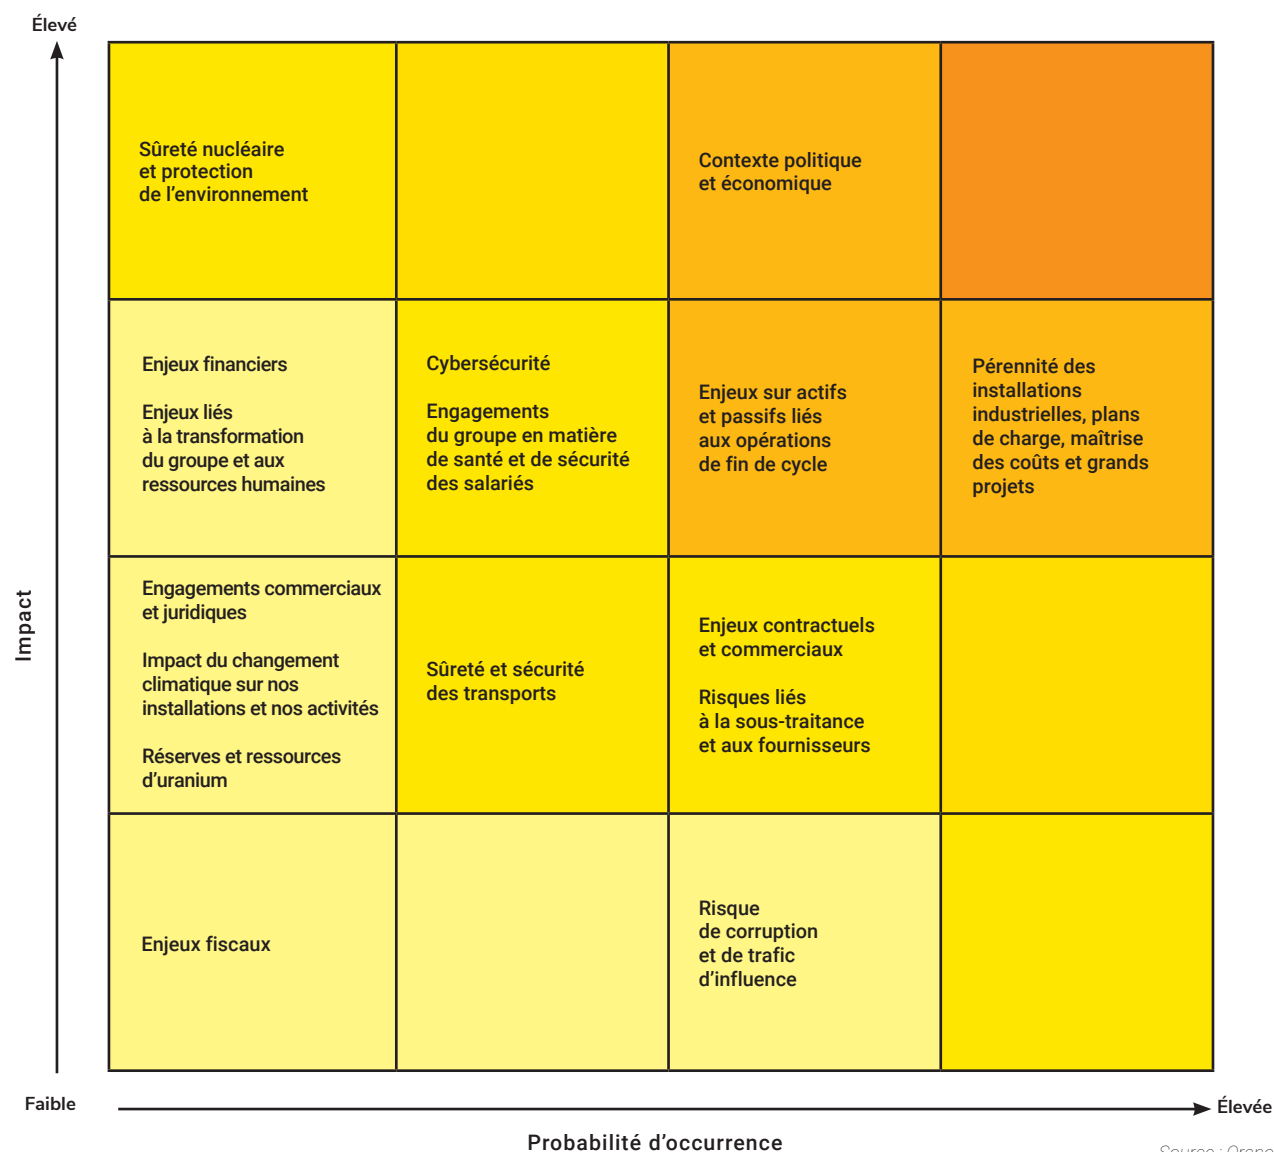 Élevé
Sûreté nucléaire
et protection
de l’environnement
Contexte politique
et économique
Enjeux financiers
Enjeux liés
à la transformation
du groupe et aux
ressources humaines
Cybersécurité
Engagements
du groupe en matière
de santé et de sécurité
des salariés
Enjeux sur actifs
et passifs liés
aux opérations
de fin de cycle
Pérennité des
installations
industrielles, plans
de charge, maîtrise
des coûts et grands
projets
Impact
Engagements commerciaux
et juridiques
Impact du changement
climatique sur nos
installations et nos activités
Réserves et ressources
d’uranium
Sûreté et sécurité
des transports
Enjeux contractuels
et commerciaux
Risques liés
à la sous-traitance
et aux fournisseurs
Enjeux fiscaux
Risque
de corruption
et de trafic
d’influence
Faible
Élevée
Probabilité d’occurrence
Source : Orano